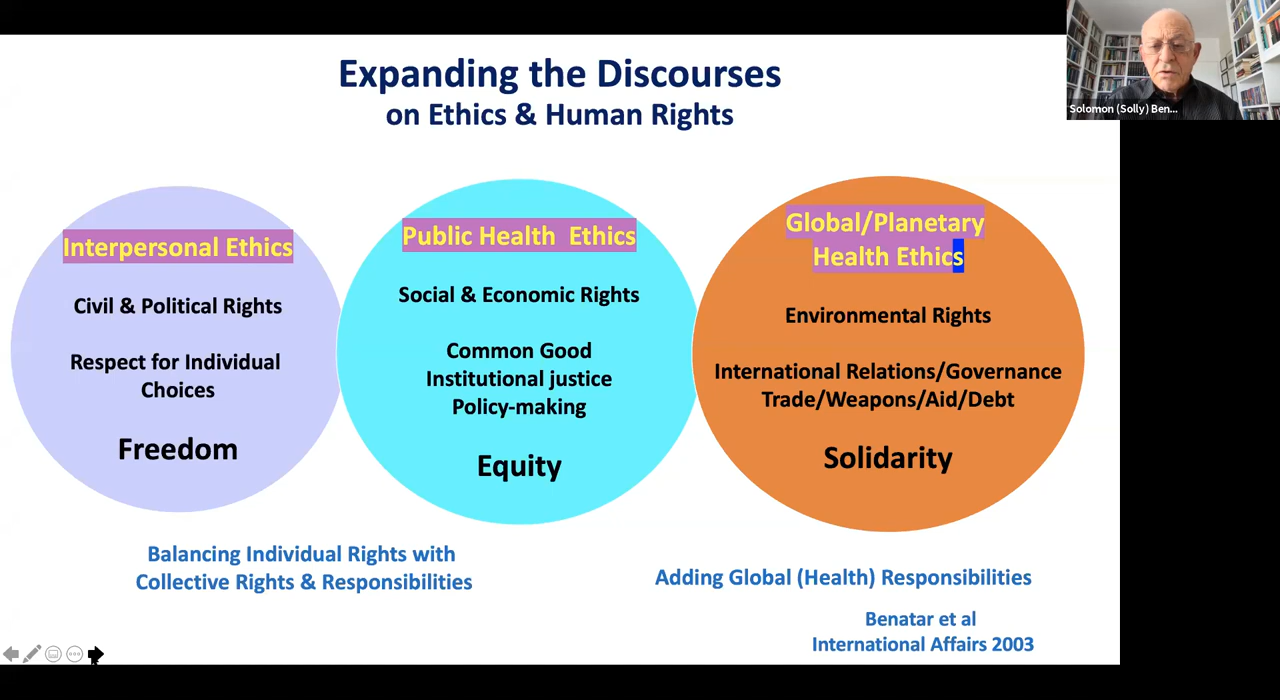 Expanding the Discourses
on Ethics & Human Rights
Solomon (Solly) Ben...
Interpersonal Ethics
Civil & Political Rights
Respect for Individual
Choices
Freedom
Public Health Ethics
Social & Economic Rights
Common Good
Institutional justice
Policy-making
Equity
Global/Planetary
Health Ethics
Environmental Rights
International Relations/Governance
Trade/Weapons/Aid/Debt
Solidarity
Balancing Individual Rights with
Collective Rights & Responsibilities
Adding Global (Health) Responsibilities
Benatar et al
International Affairs 2003